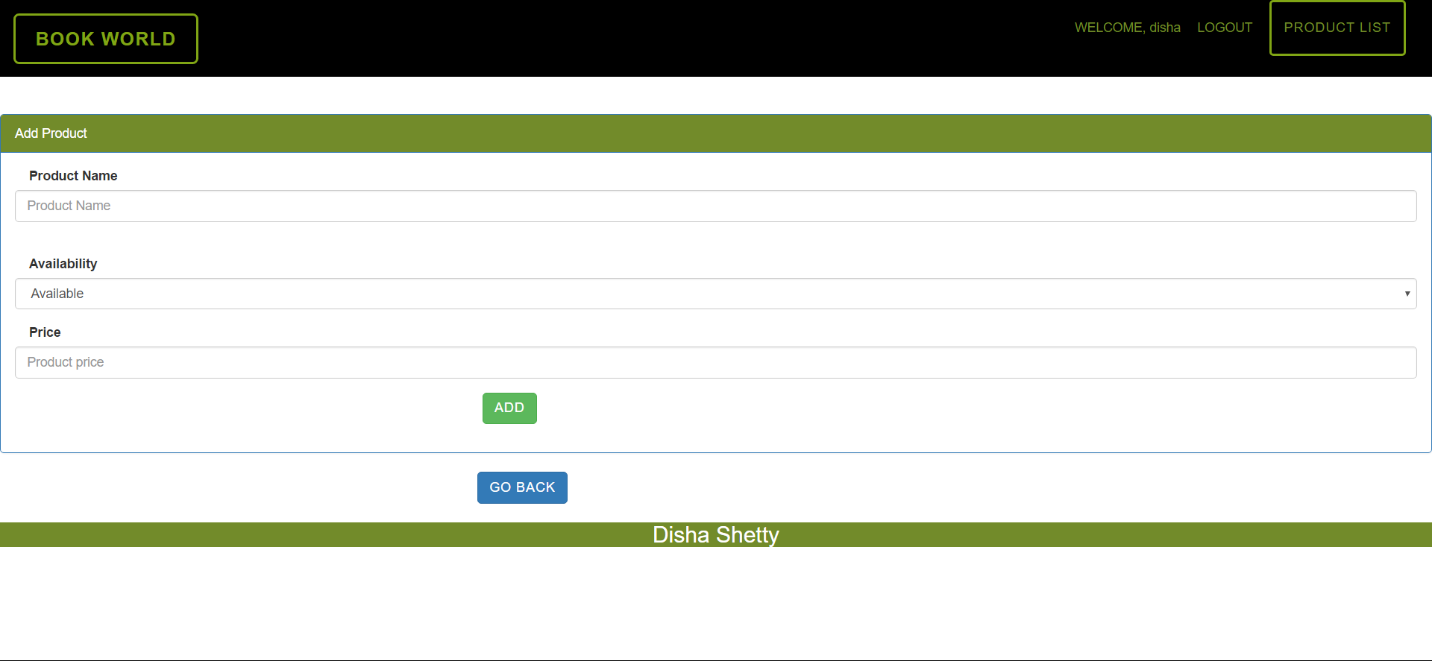 BOOK WORLD
WELCOME, disha LOGOUT PRODUCT LIST
Add Product
Product Name
Product Name
Availability
Available
Price
Product price
ADD
GO BACK
Disha Shetty